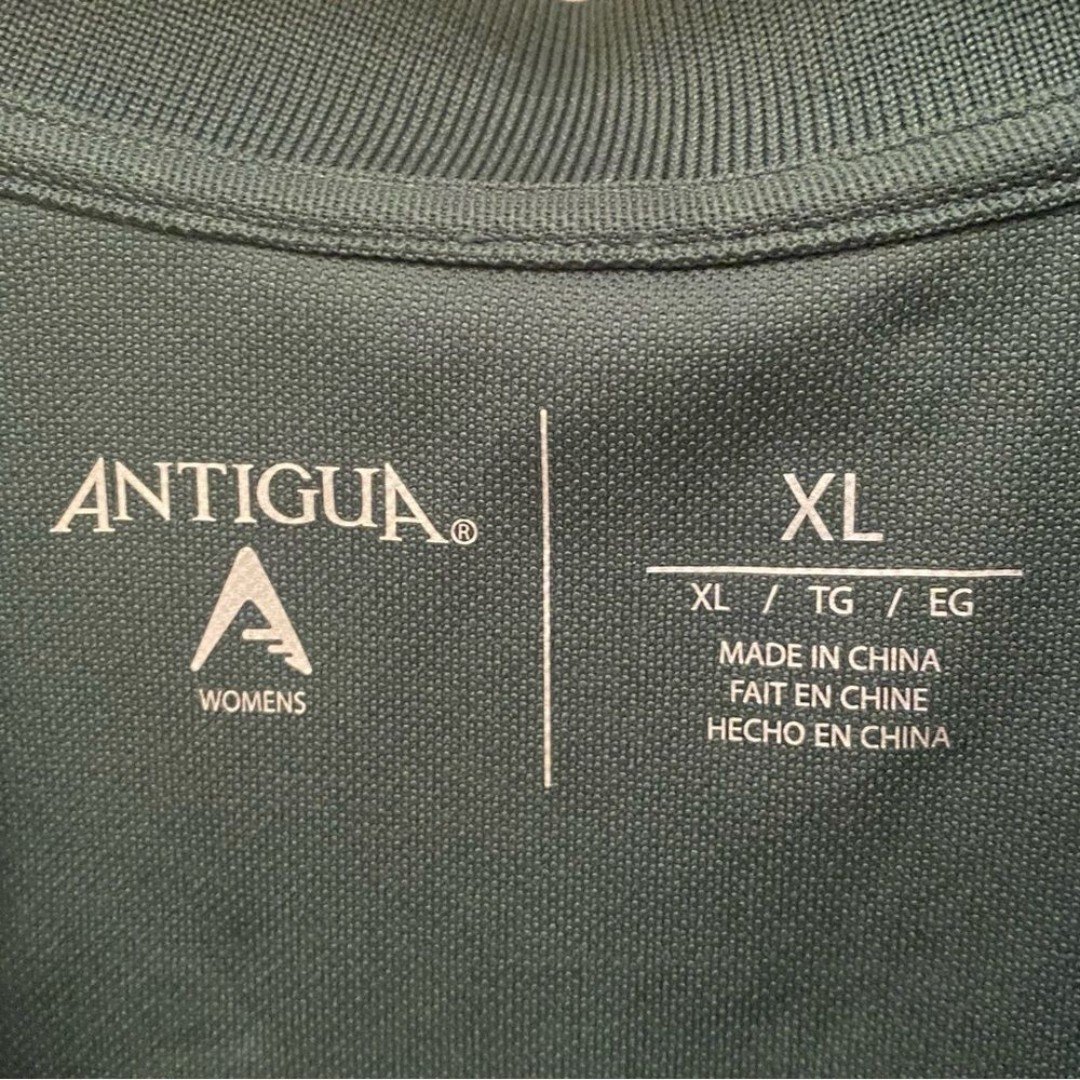 ANTIGUA®
WOMENS
XL
XL / TG / EG
MADE IN CHINA
FAIT EN CHINE
HECHO EN CHINA